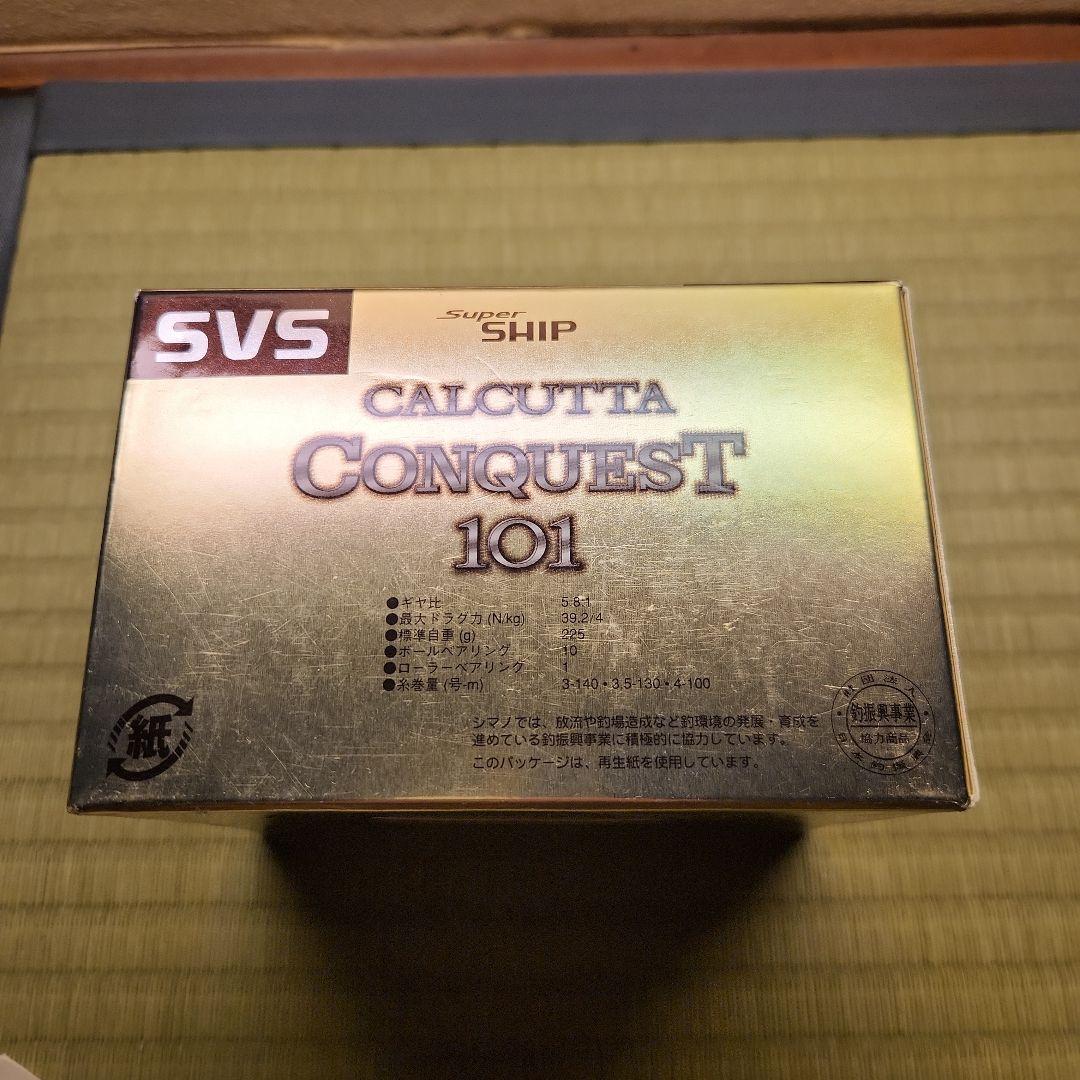 SVS
Super
SHIP
CALCUTTA
CONQUEST
101
●ギヤ比 5.8:1
●最大ドラグ力 (N/kg) 39.2/4
●標準自重 (g) 225
●ボールベアリング 10
●ローラーベアリング 1
●糸巻量 (号-m) 3-140・3.5-130・4-100
シマノでは、放流や釣場造成など釣環境の発展・育成を
進めている釣振興事業に積極的に協力しています。
このパッケージは、再生紙を使用しています。
紙
財団法人
釣振興事業
協力商品